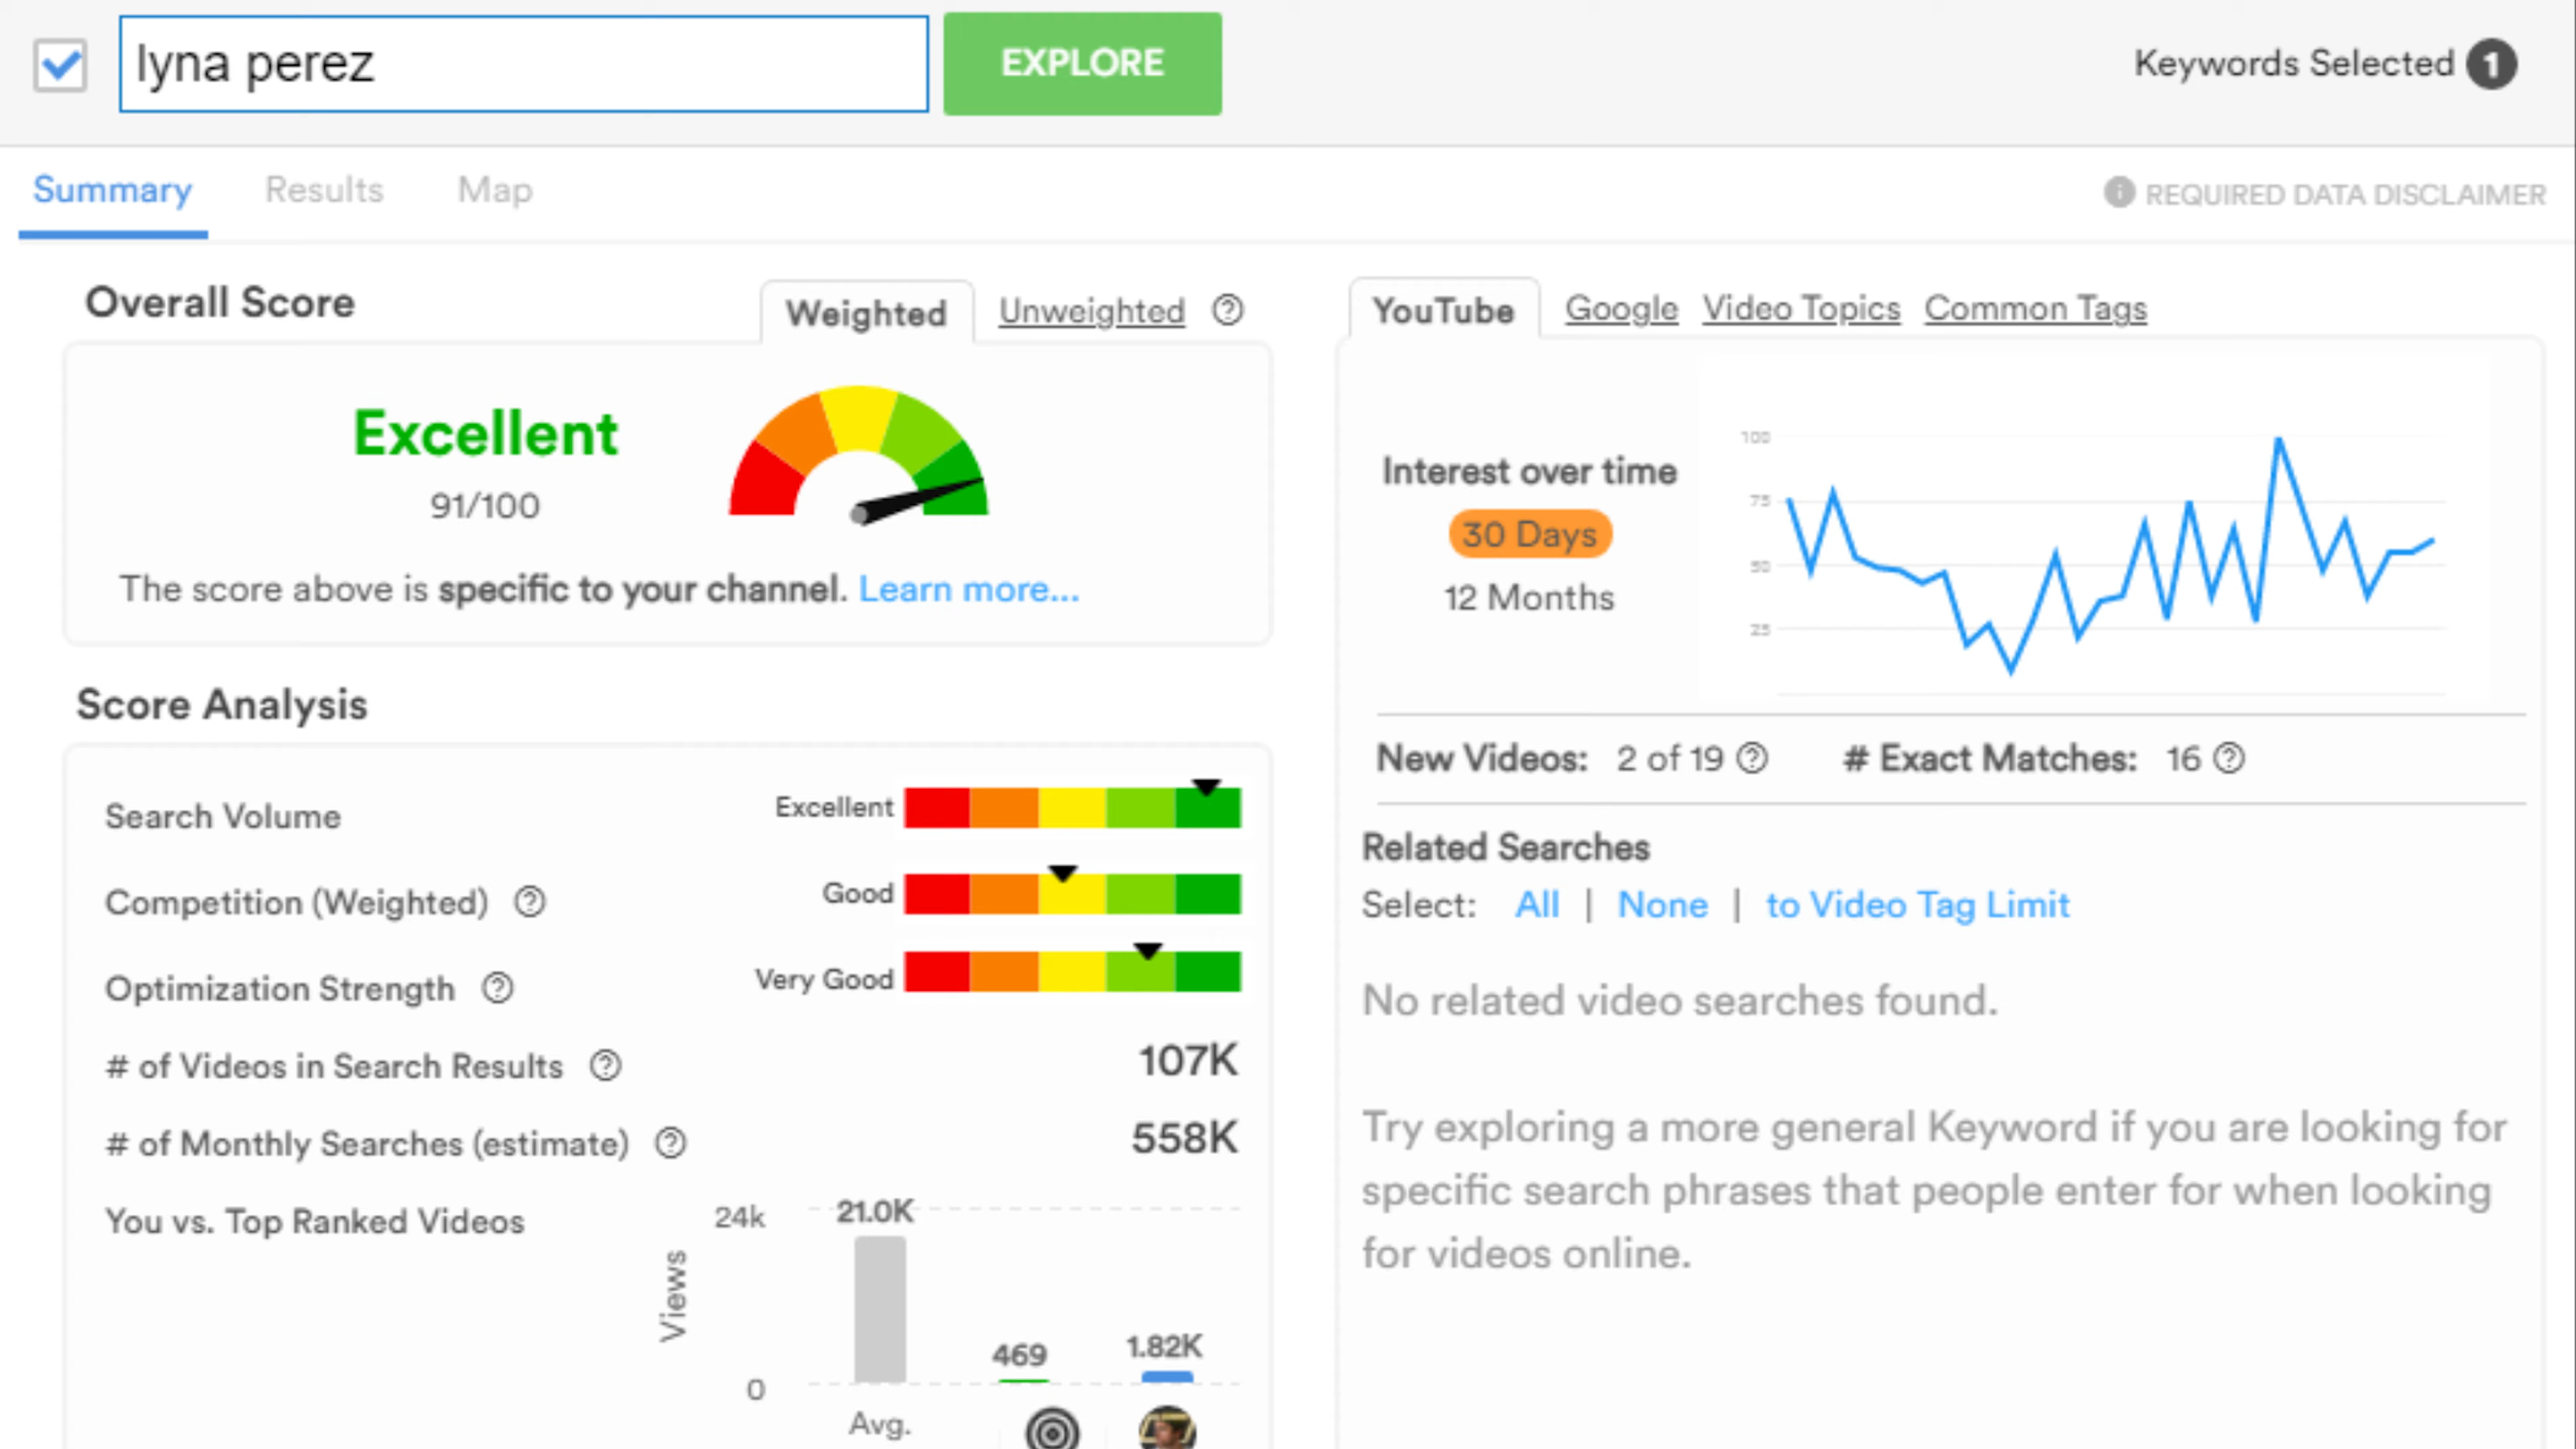 lyna perez
EXPLORE
Keywords Selected 1
Summary Results Map
REQUIRED DATA DISCLAIMER
Overall Score
Weighted Unweighted
Excellent
91/100
The score above is specific to your channel. Learn more...
Score Analysis
Search Volume
Excellent
Competition (Weighted)
Good
Optimization Strength
Very Good
# of Videos in Search Results
107K
# of Monthly Searches (estimate)
558K
You vs. Top Ranked Videos
Views
24k
0
21.0K
469
1.82K
Avg.
YouTube Google Video Topics Common Tags
Interest over time
30 Days
12 Months
100
75
50
25
New Videos: 2 of 19 # Exact Matches: 16
Related Searches
Select: All | None | to Video Tag Limit
No related video searches found.
Try exploring a more general Keyword if you are looking for
specific search phrases that people enter for when looking
for videos online.